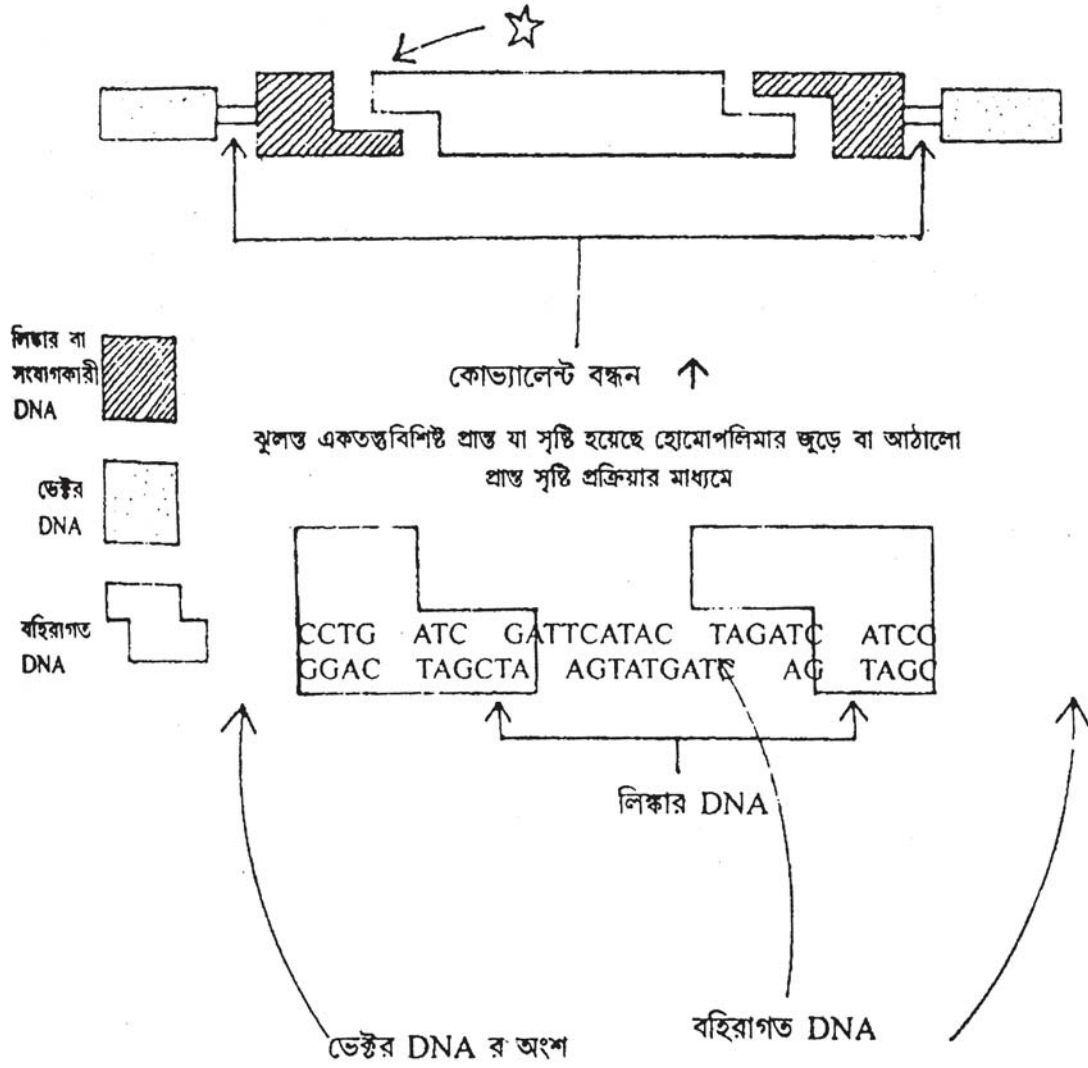 লিঙ্কার বা
সংযাগকারী
DNA
কোভ্যালেন্ট বন্ধন
ঝুলন্ত একতন্তুবিশিষ্ট প্রান্ত যা সৃষ্টি হয়েছে হোমোপলিমার জুড়ে বা আঠালো
প্রান্ত সৃষ্টি প্রক্রিয়ার মাধ্যমে
ভেক্টর
DNA
বহিরাগত
DNA
CCTG ATC GATTCATAC TAGATC ATCC
GGAC TAGCTA AGTATGATC AG TAGC
লিঙ্কার DNA
ভেক্টর DNA র অংশ
বহিরাগত DNA